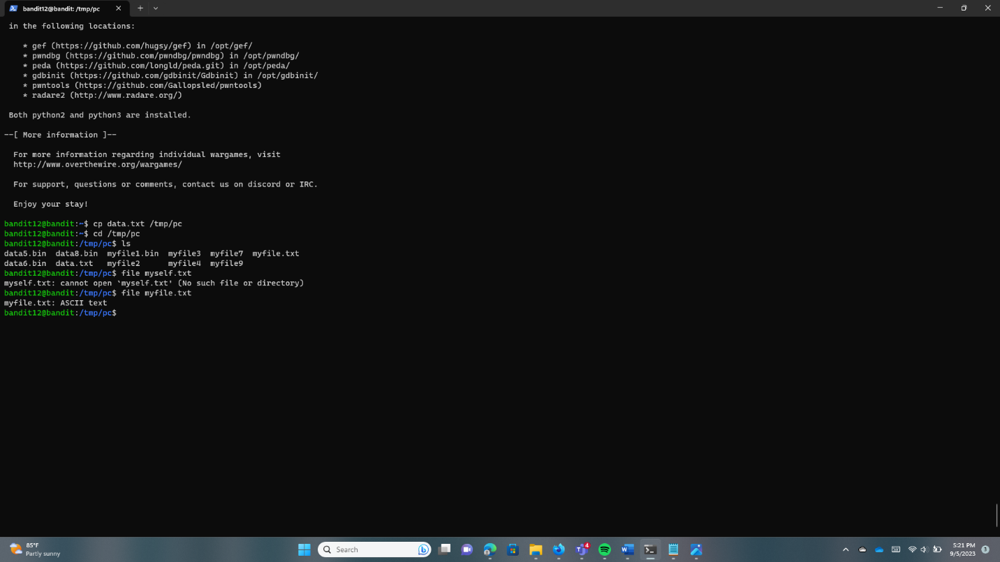 bandit12@bandit: /tmp/pc
in the following locations:
* gef (https://github.com/hugsy/gef) in /opt/gef/
* pwndbg (https://github.com/pwndbg/pwndbg) in /opt/pwndbg/
* peda (https://github.com/longld/peda.git) in /opt/peda/
* gdbinit (https://github.com/gdbinit/Gdbinit) in /opt/gdbinit/
* pwntools (https://github.com/Gallopsled/pwntools)
* radare2 (http://www.radare.org/)
Both python2 and python3 are installed.
--[ More information ]--
For more information regarding individual wargames, visit
http://www.overthewire.org/wargames/
For support, questions or comments, contact us on discord or IRC.
Enjoy your stay!
bandit12@bandit:~$ cp data.txt /tmp/pc
bandit12@bandit:~$ cd /tmp/pc
bandit12@bandit:/tmp/pc$ ls
data5.bin  data8.bin  myfile1.bin  myfile3  myfile7  myfile.txt
data6.bin  data.txt   myfile2      myfile4  myfile9
bandit12@bandit:/tmp/pc$ file myself.txt
myself.txt: cannot open `myself.txt' (No such file or directory)
bandit12@bandit:/tmp/pc$ file myfile.txt
myfile.txt: ASCII text
bandit12@bandit:/tmp/pc$
85°F
Partly sunny
Search
4
5:21 PM
9/5/2023
3